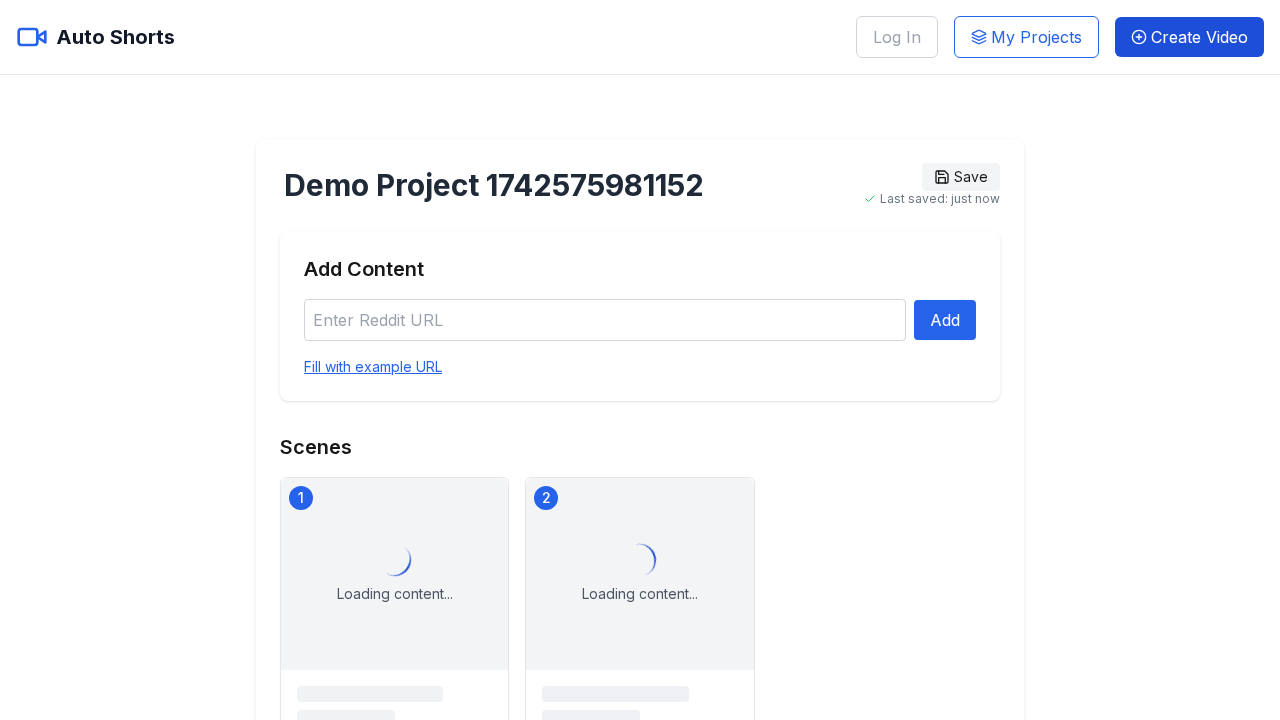 Auto Shorts
Log In
My Projects
Create Video
Demo Project 1742575981152
Save
Last saved: just now
Add Content
Enter Reddit URL
Add
Fill with example URL
Scenes
1
2
Loading content...
Loading content...